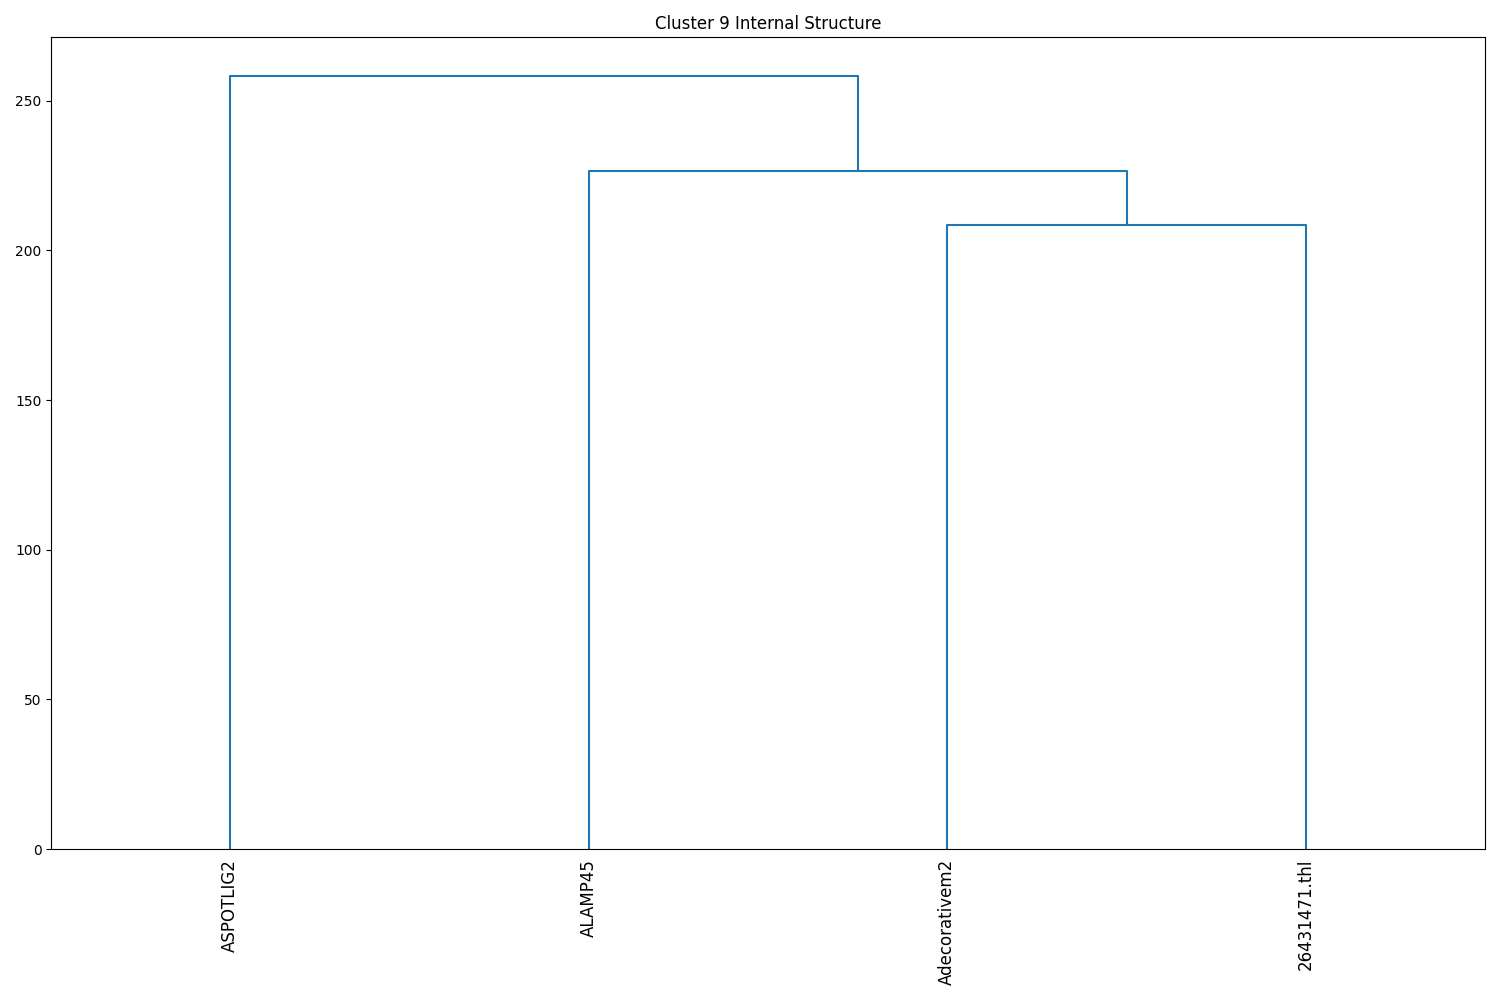 Cluster 9 Internal Structure
250
200
150
100
50
0
ASPOTLIG2
ALAMP45
Adecorativem2
26431471.thl